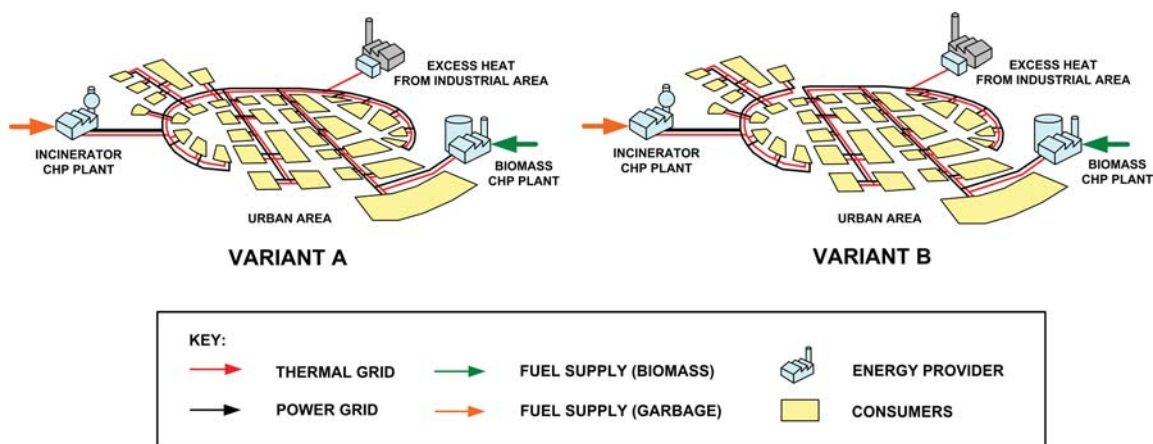 EXCESS HEAT
FROM INDUSTRIAL AREA
INCINERATOR
CHP PLANT
BIOMASS
CHP PLANT
URBAN AREA
VARIANT A
EXCESS HEAT
FROM INDUSTRIAL AREA
INCINERATOR
CHP PLANT
BIOMASS
CHP PLANT
URBAN AREA
VARIANT B
KEY:
THERMAL GRID
FUEL SUPPLY (BIOMASS)
ENERGY PROVIDER
POWER GRID
FUEL SUPPLY (GARBAGE)
CONSUMERS